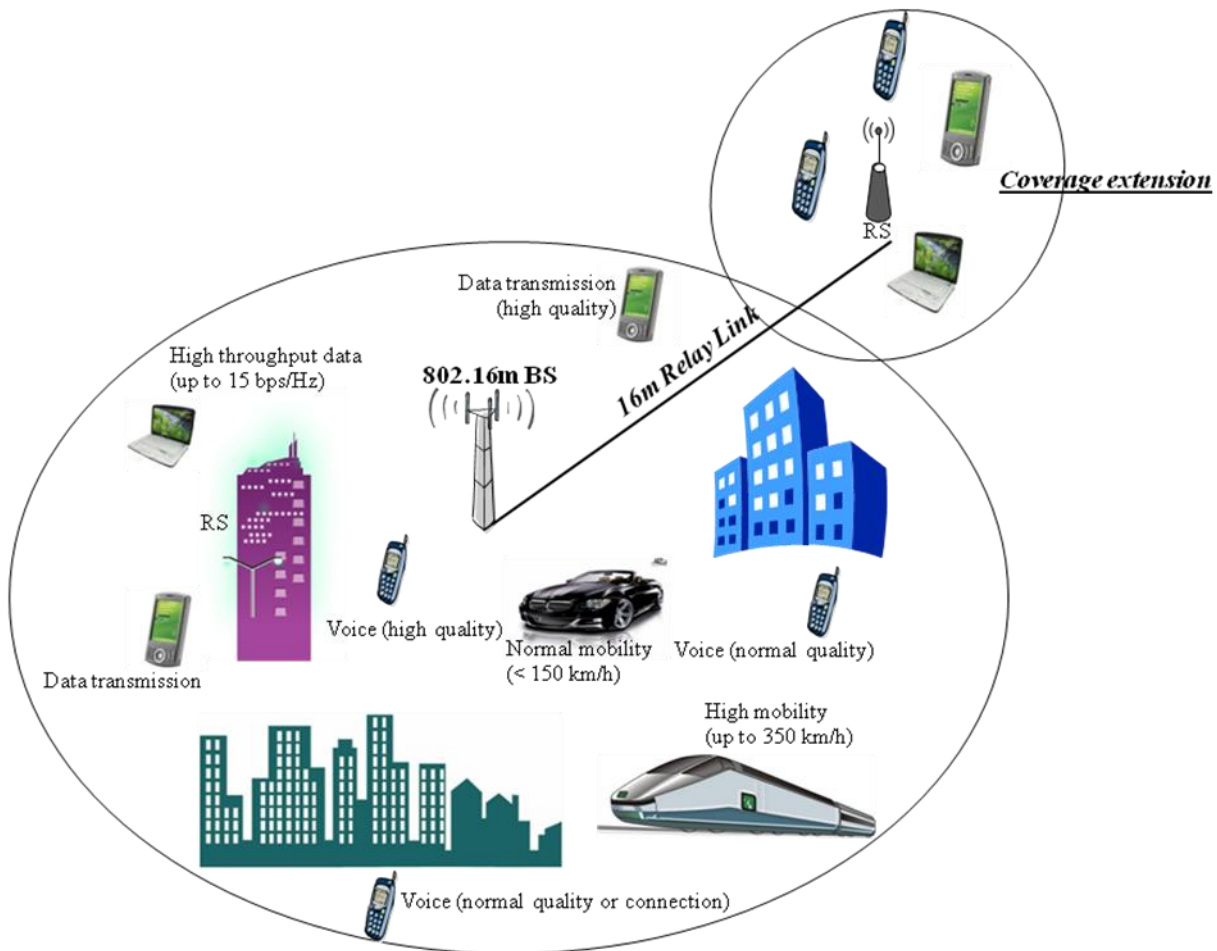 Coverage extension
RS
Data transmission
(high quality)
16m Relay Link
High throughput data
(up to 15 bps/Hz)
802.16m BS
RS
Voice (high quality)
Normal mobility
(< 150 km/h)
Voice (normal quality)
Data transmission
High mobility
(up to 350 km/h)
Voice (normal quality or connection)